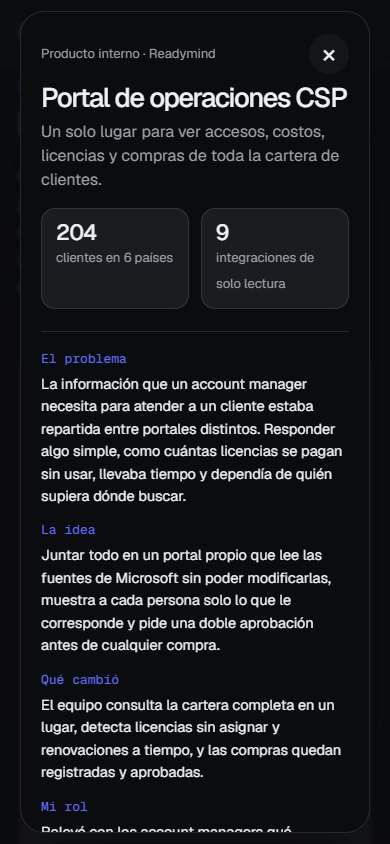 Producto interno · Readymind
Portal de operaciones CSP
Un solo lugar para ver accesos, costos,
licencias y compras de toda la cartera de
clientes.
204
clientes en 6 países
9
integraciones de
solo lectura
El problema
La información que un account manager
necesita para atender a un cliente estaba
repartida entre portales distintos. Responder
algo simple, como cuántas licencias se pagan
sin usar, llevaba tiempo y dependía de quién
supiera dónde buscar.
La idea
Juntar todo en un portal propio que lee las
fuentes de Microsoft sin poder modificarlas,
muestra a cada persona solo lo que le
corresponde y pide una doble aprobación
antes de cualquier compra.
Qué cambió
El equipo consulta la cartera completa en un
lugar, detecta licencias sin asignar y
renovaciones a tiempo, y las compras quedan
registradas y aprobadas.
Mi rol
Relevé con los account managers qué